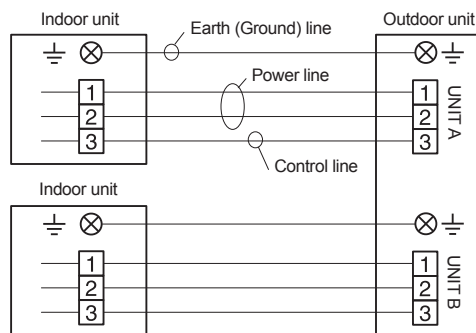 Indoor unit
Outdoor unit
Earth (Ground) line
Power line
1
1
2
2
3
3
UNIT A
Control line
Indoor unit
1
1
2
2
3
3
UNIT B